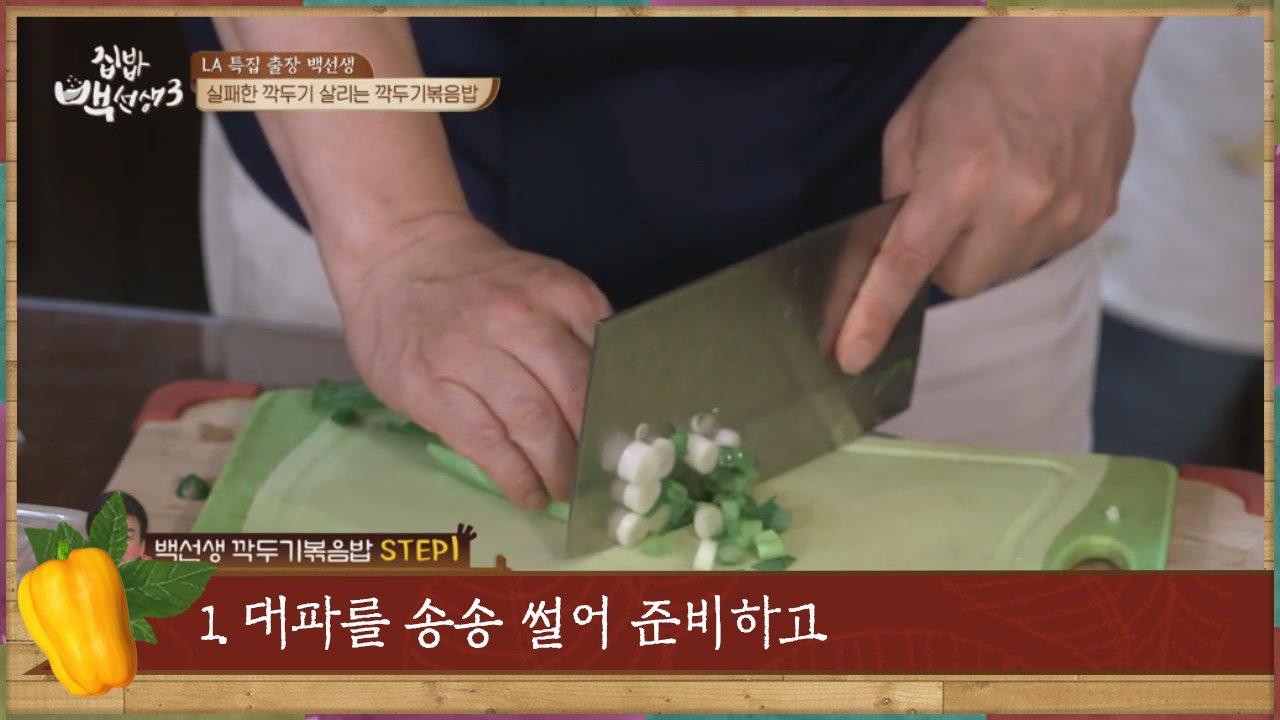 집밥
백선생3
LA 특집 출장 백선생
실패한 깍두기 살리는 깍두기볶음밥
백선생 깍두기볶음밥 STEP1
1. 대파를 송송 썰어 준비하고